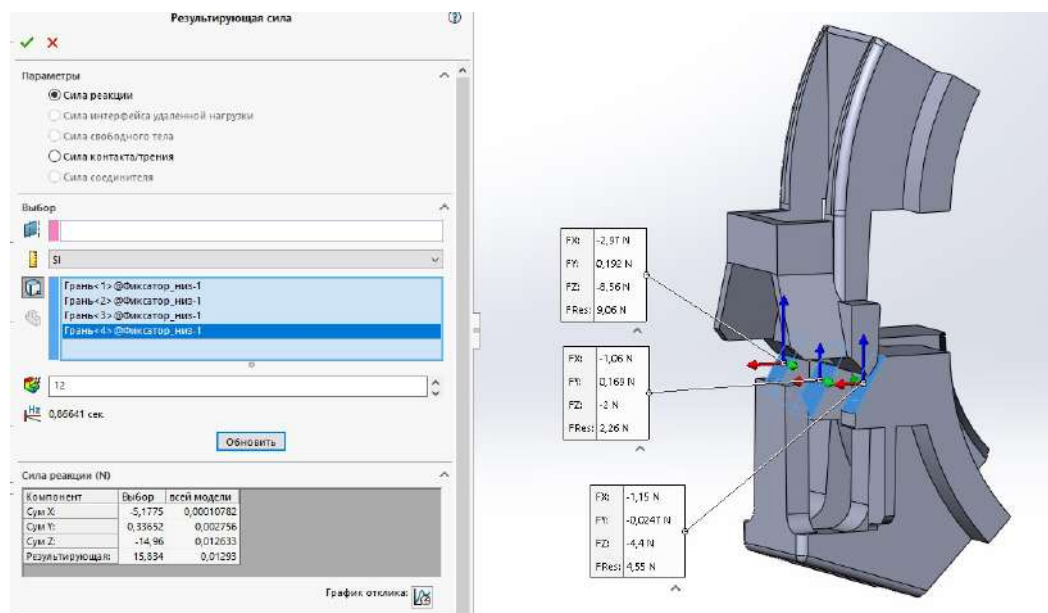 Результирующая сила
Параметры
Сила реакции
Сила интерфейса удаленной нагрузки
Сила свободного тела
Сила контакта/трения
Сила соединителя
Выбор
SI
Грань<1>@Фиксатор_низ-1
Грань<2>@Фиксатор_низ-1
Грань<3>@Фиксатор_низ-1
Грань<4>@Фиксатор_низ-1
12
Hz
0,86641 сек.
Обновить
Сила реакции (N)
Компонент Выбор всей модели
Сум X: -5,1775 0,00010782
Сум Y: 0,33652 0,002756
Сум Z: -14,96 0,012633
Результирующая: 15,834 0,01293
График отклика:
FX: -2,97 N
FY: 0,192 N
FZ: -8,56 N
FRes: 9,06 N
FX: -1,06 N
FY: 0,169 N
FZ: -2 N
FRes: 2,26 N
FX: -1,15 N
FY: -0,0247 N
FZ: -4,4 N
FRes: 4,55 N